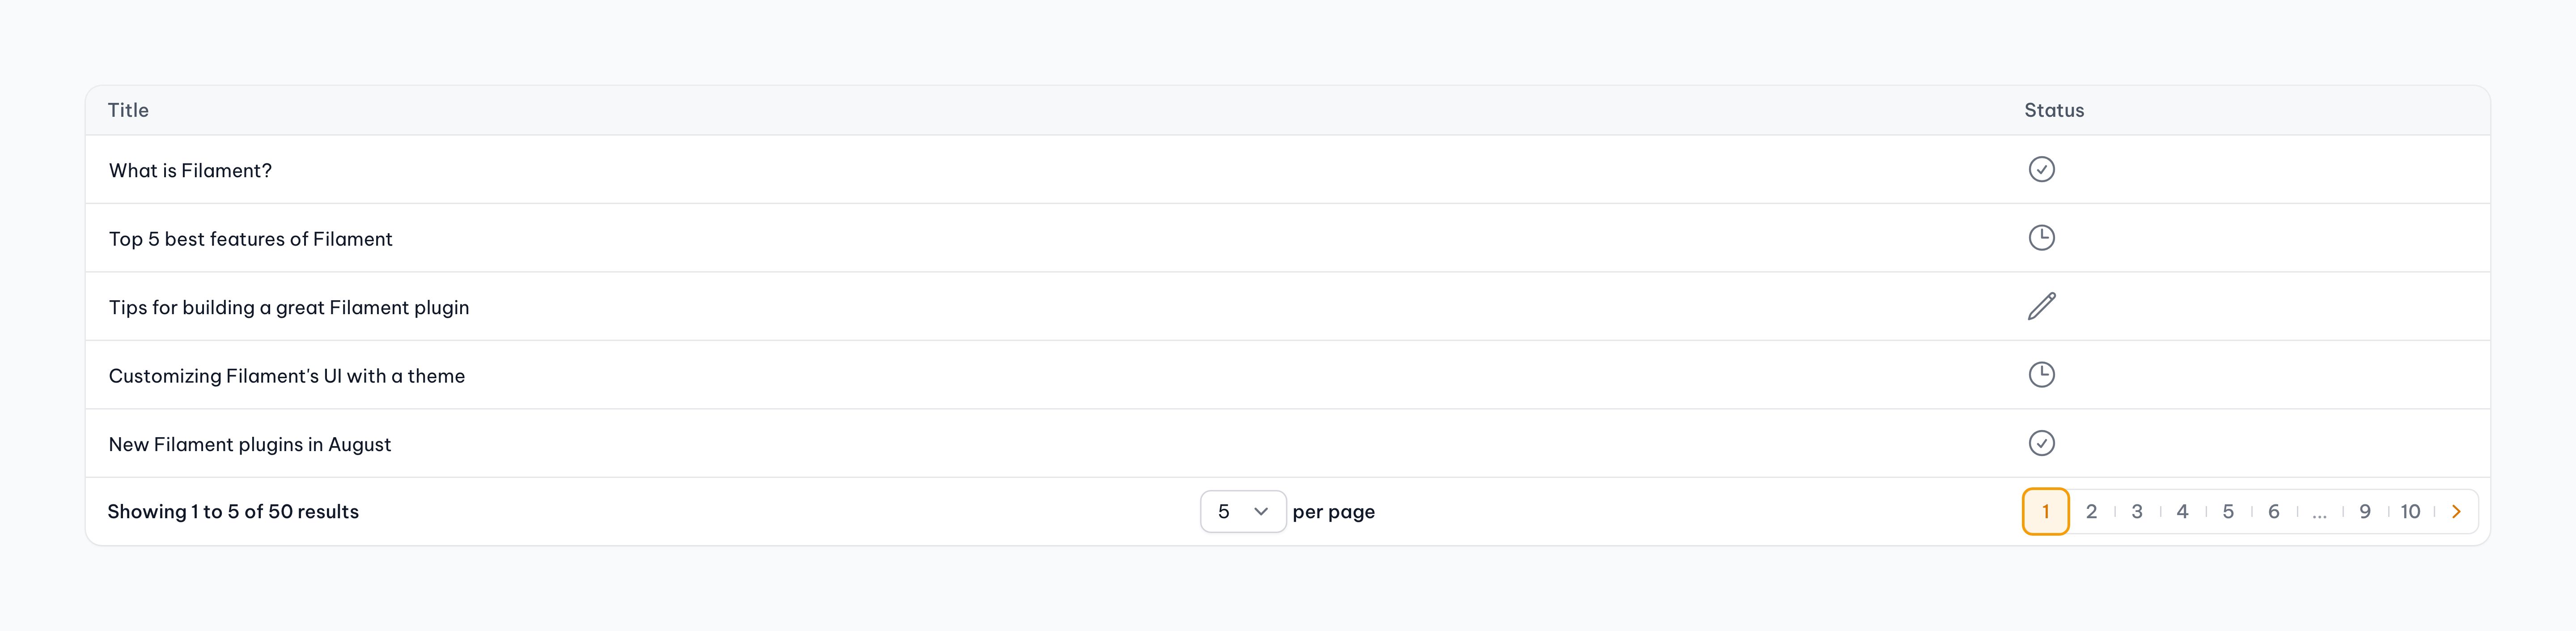 Title Status
What is Filament?
Top 5 best features of Filament
Tips for building a great Filament plugin
Customizing Filament's UI with a theme
New Filament plugins in August
Showing 1 to 5 of 50 results 5 per page 1 2 3 4 5 6 ... 9 10